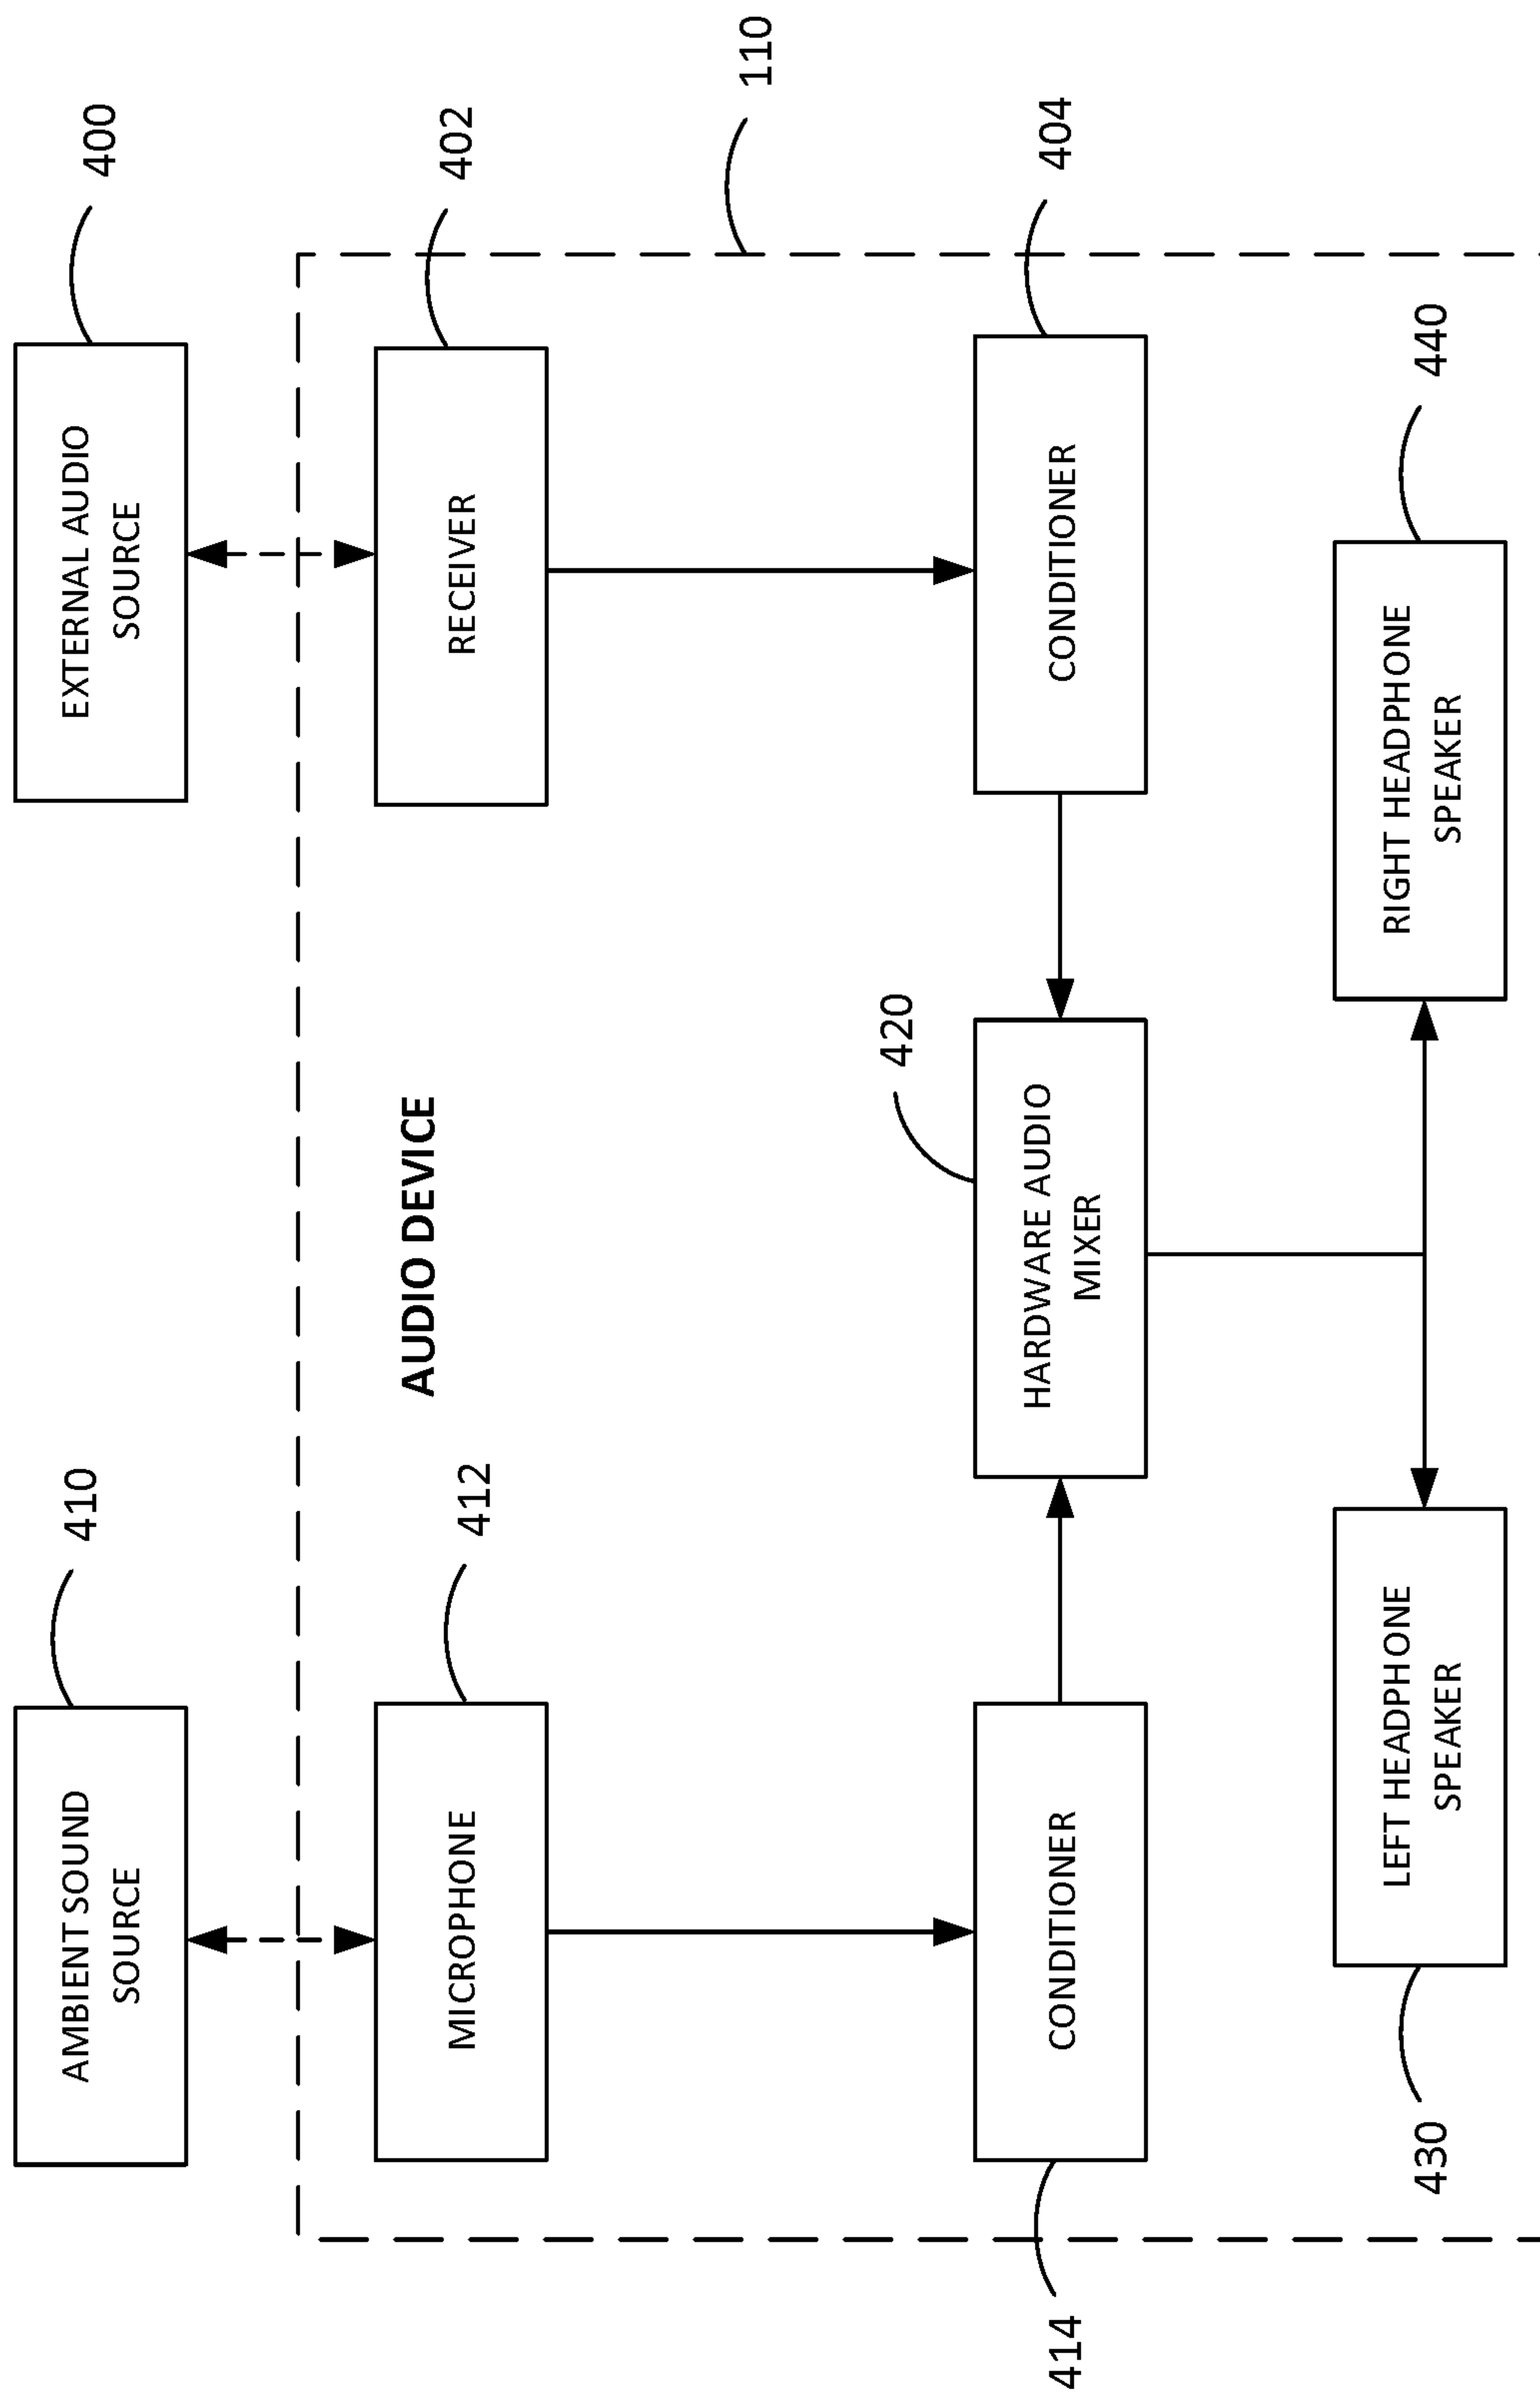 410
400
AMBIENT SOUND
SOURCE
EXTERNAL AUDIO
SOURCE
AUDIO DEVICE
412
402
MICROPHONE
RECEIVER
110
420
414
404
CONDITIONER
HARDWARE AUDIO
MIXER
CONDITIONER
430
440
LEFT HEADPHONE
SPEAKER
RIGHT HEADPHONE
SPEAKER